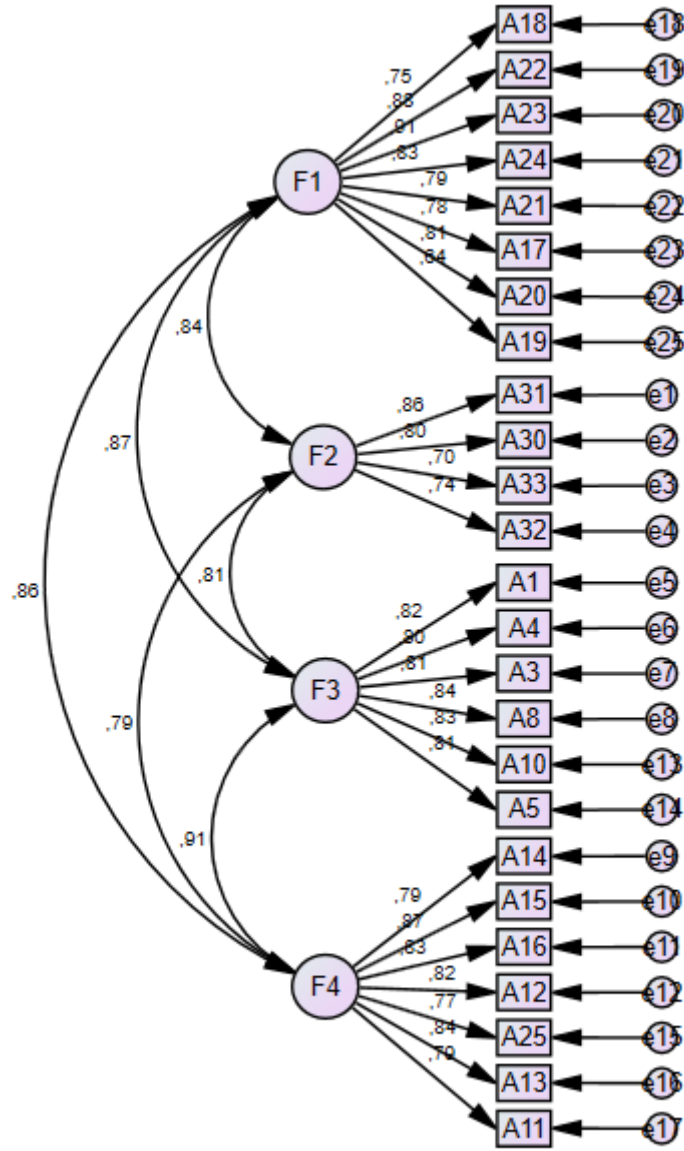 A18 e18
,75
A22 e19
,88
A23 e20
,91
A24 e21
,83
F1
,79
A21 e22
,78
A17 e23
,81
A20 e24
A19 e25
,84
A31 e1
,86
A30 e2
,80
,87
F2
,70
A33 e3
,74
A32 e4
,81
A1 e5
,86
,82
A4 e6
,81
A3 e7
F3
,84
A8 e8
,83
,79
,81
A10 e13
A5 e14
,91
A14 e9
,79
A15 e10
,87
A16 e11
,83
F4
,82
A12 e12
,77
A25 e15
,84
A13 e16
,79
A11 e17